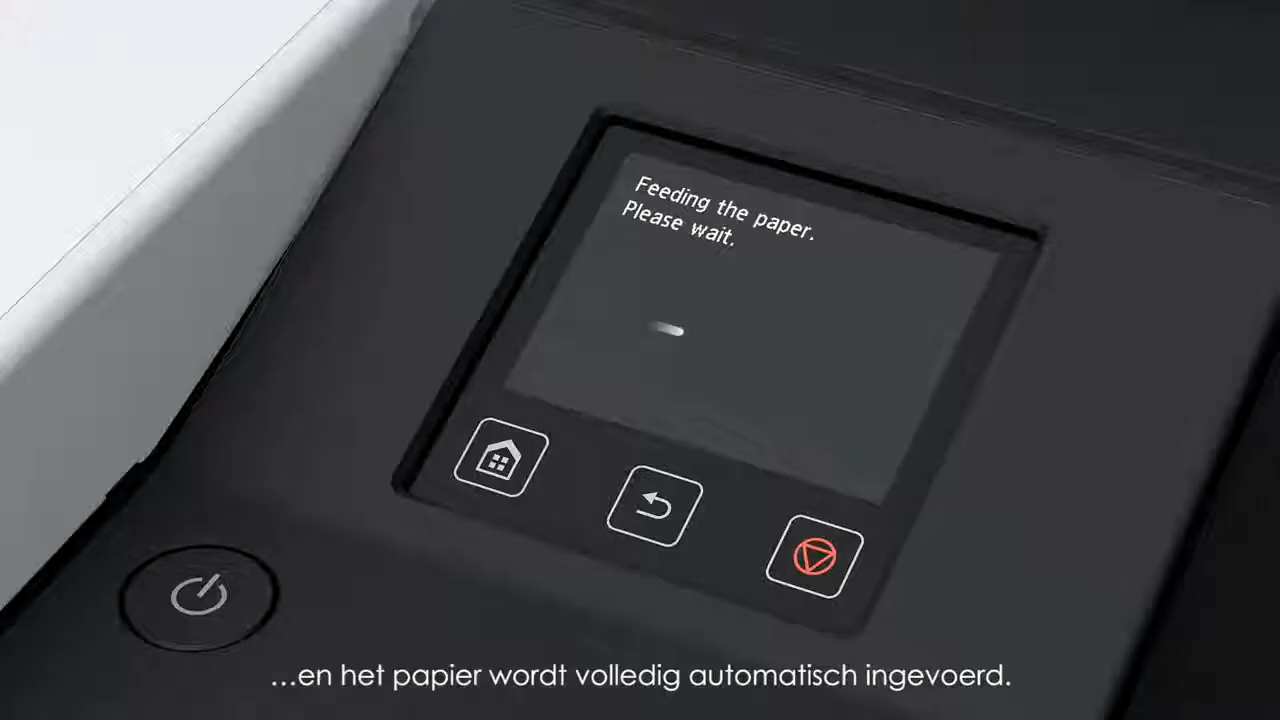 Feeding the paper.
Please wait.
...en het papier wordt volledig automatisch ingevoerd.